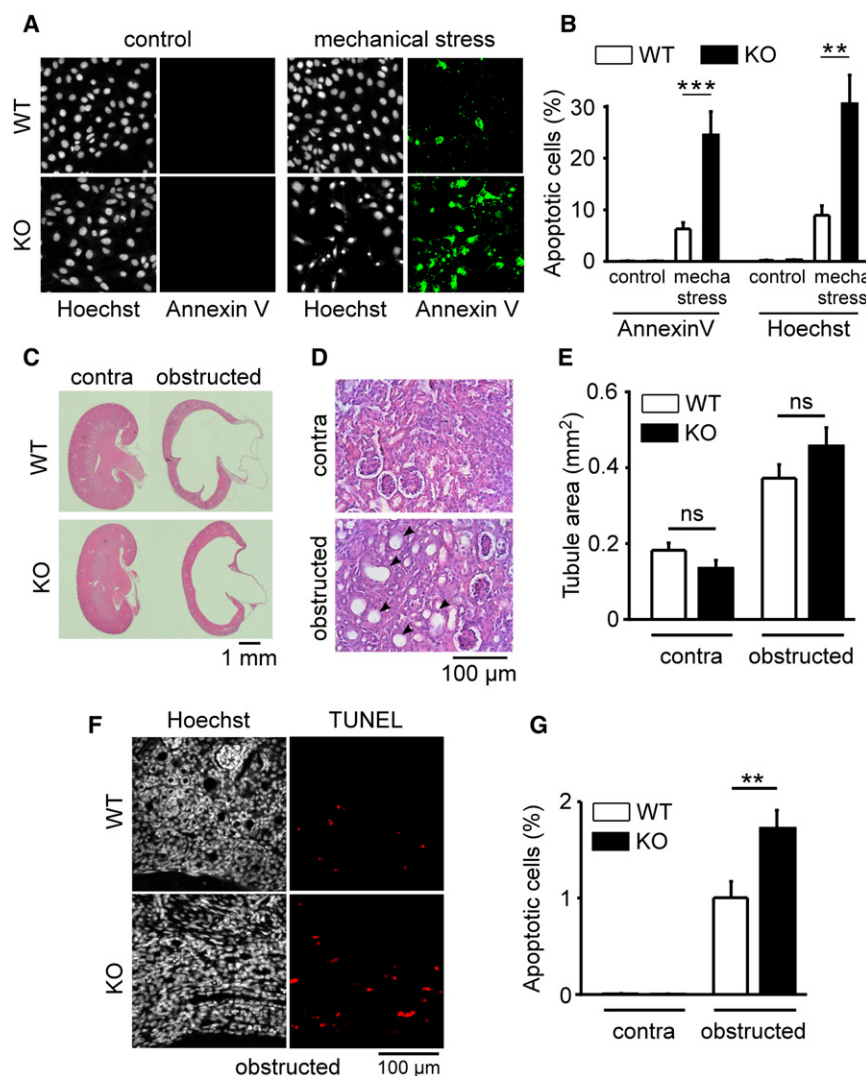 A
control
mechanical stress
WT
KO
Hoechst
Annexin V
Hoechst
Annexin V
B
WT
KO
***
**
Apoptotic cells (%)
30
20
10
0
control
mecha
stress
control
mecha
stress
AnnexinV
Hoechst
C
contra
obstructed
WT
KO
1 mm
D
contra
obstructed
100 µm
E
Tubule area (mm²)
0.6
0.4
0.2
0
WT
KO
ns
ns
contra
obstructed
F
Hoechst
TUNEL
WT
KO
obstructed
100 µm
G
Apoptotic cells (%)
2
1
0
WT
KO
**
contra
obstructed